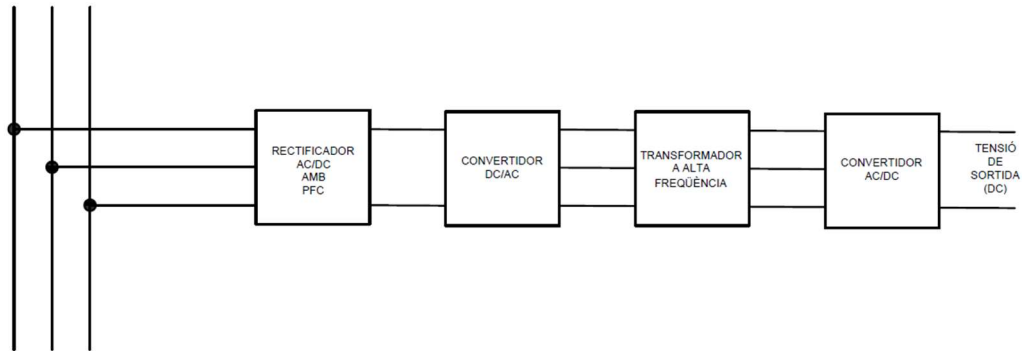 RECTIFICADOR
AC/DC
AMB
PFC
CONVERTIDOR
DC/AC
TRANSFORMADOR
A ALTA
FREQÜÈNCIA
CONVERTIDOR
AC/DC
TENSIÓ
DE
SORTIDA
(DC)